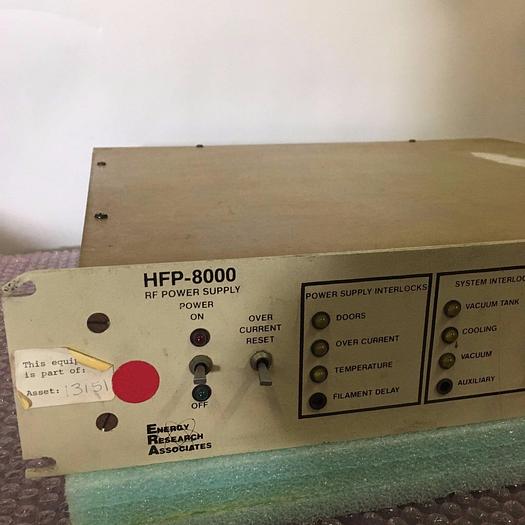 HFP-8000
RF POWER SUPPLY
POWER
ON
OFF
OVER
CURRENT
RESET
POWER SUPPLY INTERLOCKS
DOORS
OVER CURRENT
TEMPERATURE
FILAMENT DELAY
SYSTEM INTERLOC
VACUUM TANK
COOLING
VACUUM
AUXILIARY
This equip
is part of:
Asset: 13151
ENERGY
RESEARCH
ASSOCIATES